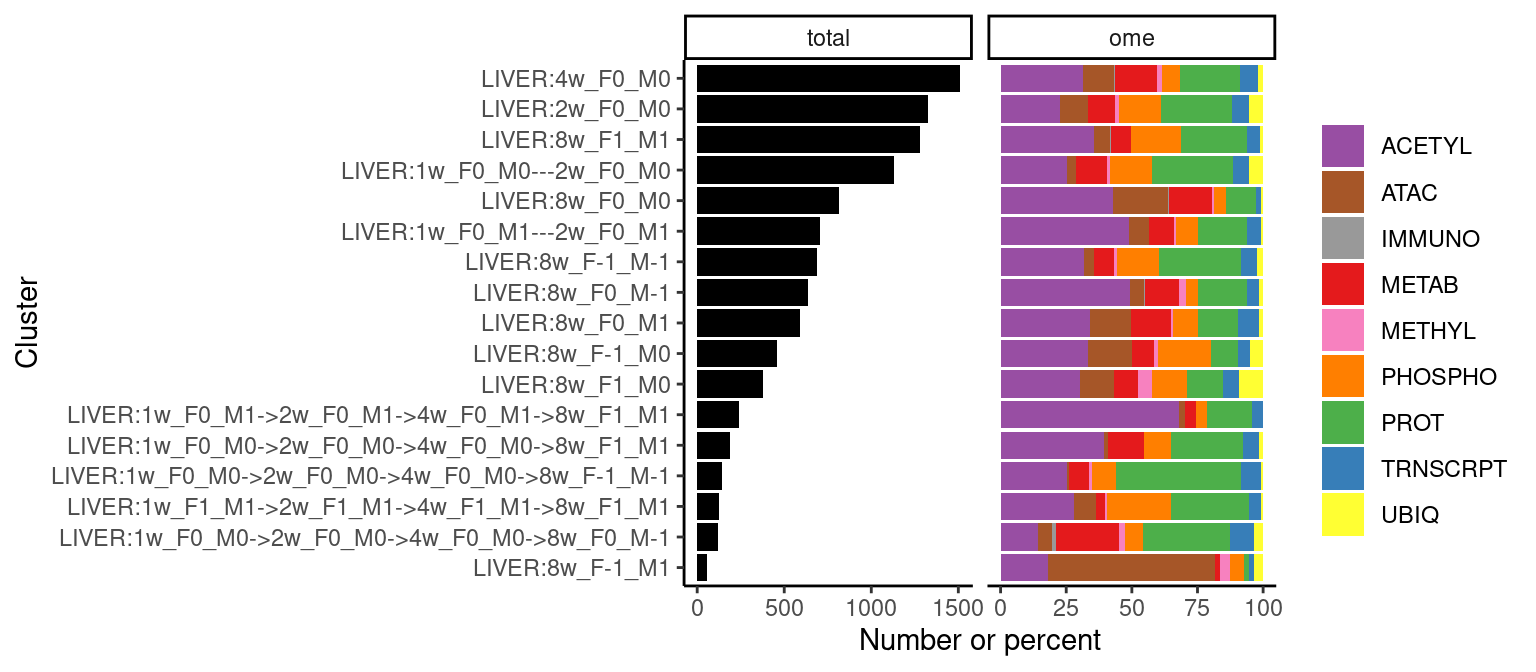 total
ome
LIVER:4w_F0_M0
LIVER:2w_F0_M0
LIVER:8w_F1_M1
LIVER:1w_F0_M0---2w_F0_M0
LIVER:8w_F0_M0
LIVER:1w_F0_M1---2w_F0_M1
LIVER:8w_F-1_M-1
LIVER:8w_F0_M-1
LIVER:8w_F0_M1
LIVER:8w_F-1_M0
LIVER:8w_F1_M0
LIVER:1w_F0_M1->2w_F0_M1->4w_F0_M1->8w_F1_M1
LIVER:1w_F0_M0->2w_F0_M0->4w_F0_M0->8w_F1_M1
LIVER:1w_F0_M0->2w_F0_M0->4w_F0_M0->8w_F-1_M-1
LIVER:1w_F1_M1->2w_F1_M1->4w_F1_M1->8w_F1_M1
LIVER:1w_F0_M0->2w_F0_M0->4w_F0_M0->8w_F0_M-1
LIVER:8w_F-1_M1
Cluster
0 500 1000 1500
0 25 50 75 100
Number or percent
ACETYL
ATAC
IMMUNO
METAB
METHYL
PHOSPHO
PROT
TRNSCRPT
UBIQ